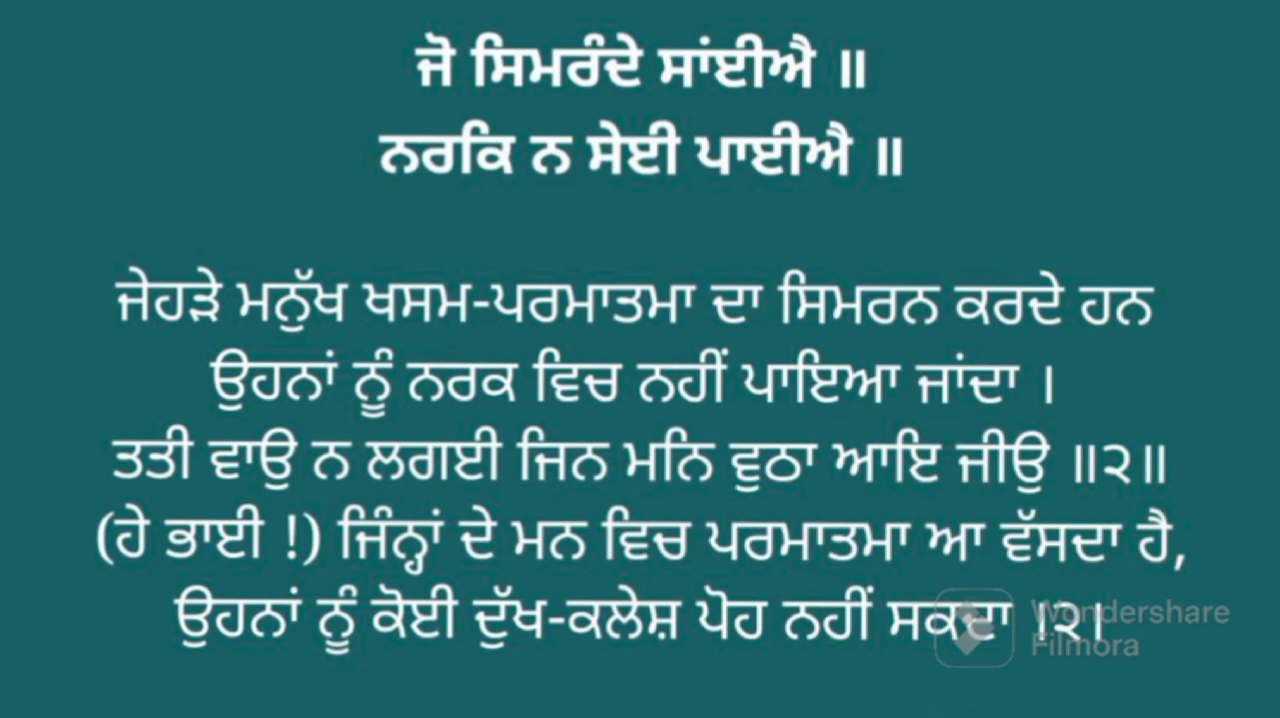 ਜੋ ਸਿਮਰੰਦੇ ਸਾਂਈਐ ॥
ਨਰਕਿ ਨ ਸੇਈ ਪਾਈਐ ॥
ਜੇਹੜੇ ਮਨੁੱਖ ਖਸਮ-ਪਰਮਾਤਮਾ ਦਾ ਸਿਮਰਨ ਕਰਦੇ ਹਨ
ਉਹਨਾਂ ਨੂੰ ਨਰਕ ਵਿਚ ਨਹੀਂ ਪਾਇਆ ਜਾਂਦਾ ।
ਤਤੀ ਵਾਉ ਨ ਲਗਈ ਜਿਨ ਮਨਿ ਵੁਠਾ ਆਇ ਜੀਉ ॥੨॥
(ਹੇ ਭਾਈ !) ਜਿੰਨ੍ਹਾਂ ਦੇ ਮਨ ਵਿਚ ਪਰਮਾਤਮਾ ਆ ਵੱਸਦਾ ਹੈ,
ਉਹਨਾਂ ਨੂੰ ਕੋਈ ਦੁੱਖ-ਕਲੇਸ਼ ਪੋਹ ਨਹੀਂ ਸਕਦਾ ।੨।
Wondershare
Filmora